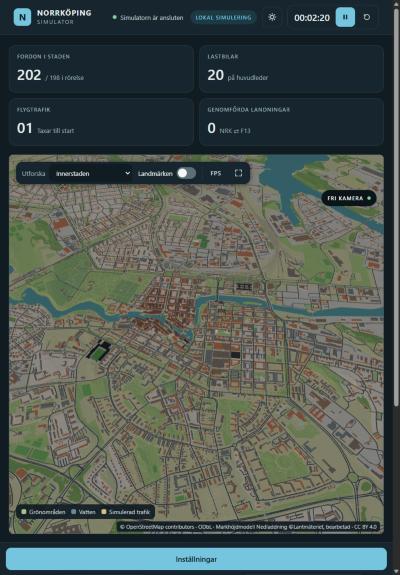 N
NORRKÖPING
SIMULATOR
Simulatorn är ansluten
LOKAL SIMULERING
00:02:20
FORDON I STADEN
202 / 198 i rörelse
LASTBILAR
20 på huvudleder
FLYGTRAFIK
01 Taxar till start
GENOMFÖRDA LANDNINGAR
0 NRK ⇄ F13
Utforska Innerstaden Landmärken FPS
FRI KAMERA
Grönområden Vatten Simulerad trafik
© OpenStreetMap contributors · ODbL · Markhöjdmodell Nedladdning ©Lantmäteriet, bearbetad · CC BY 4.0
Inställningar